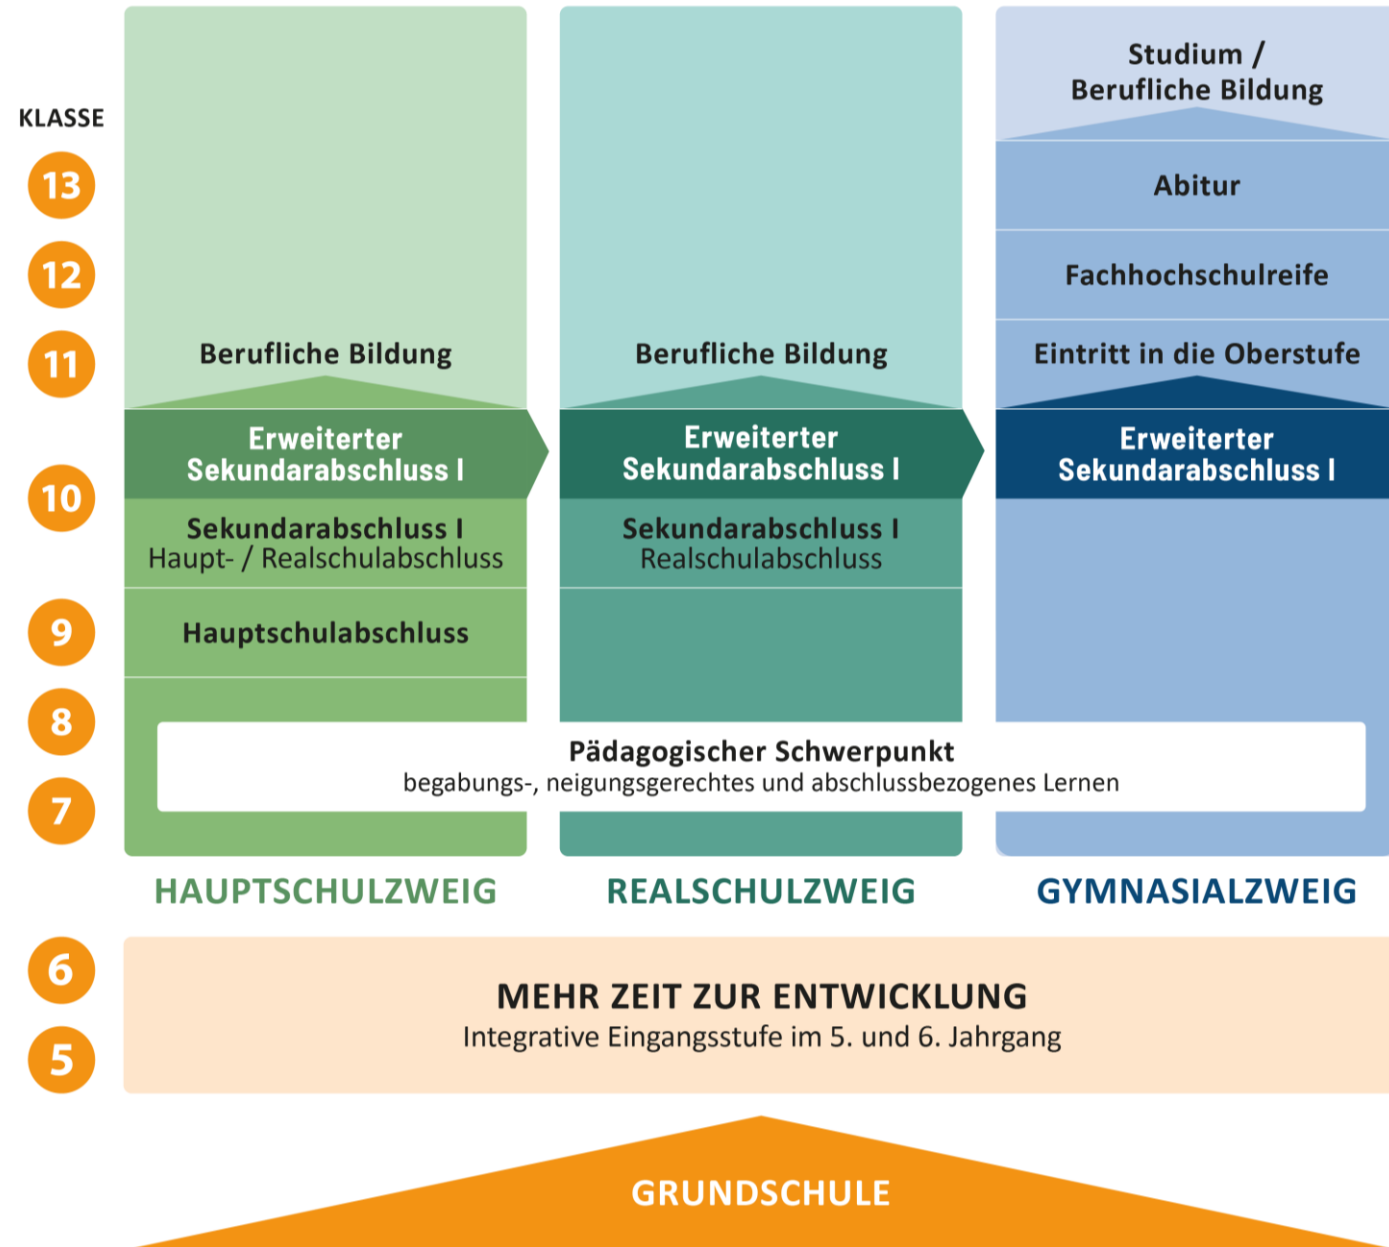 Studium /
Berufliche Bildung
KLASSE
13
Abitur
12
Fachhochschulreife
11
Berufliche Bildung
Berufliche Bildung
Eintritt in die Oberstufe
10
Erweiterter
Sekundarabschluss I
Erweiterter
Sekundarabschluss I
Erweiterter
Sekundarabschluss I
Sekundarabschluss I
Haupt- / Realschulabschluss
Sekundarabschluss I
Realschulabschluss
9
Hauptschulabschluss
8
Pädagogischer Schwerpunkt
begabungs-, neigungsgerechtes und abschlussbezogenes Lernen
7
HAUPTSCHULZWEIG
REALSCHULZWEIG
GYMNASIALZWEIG
6
MEHR ZEIT ZUR ENTWICKLUNG
Integrative Eingangsstufe im 5. und 6. Jahrgang
5
GRUNDSCHULE